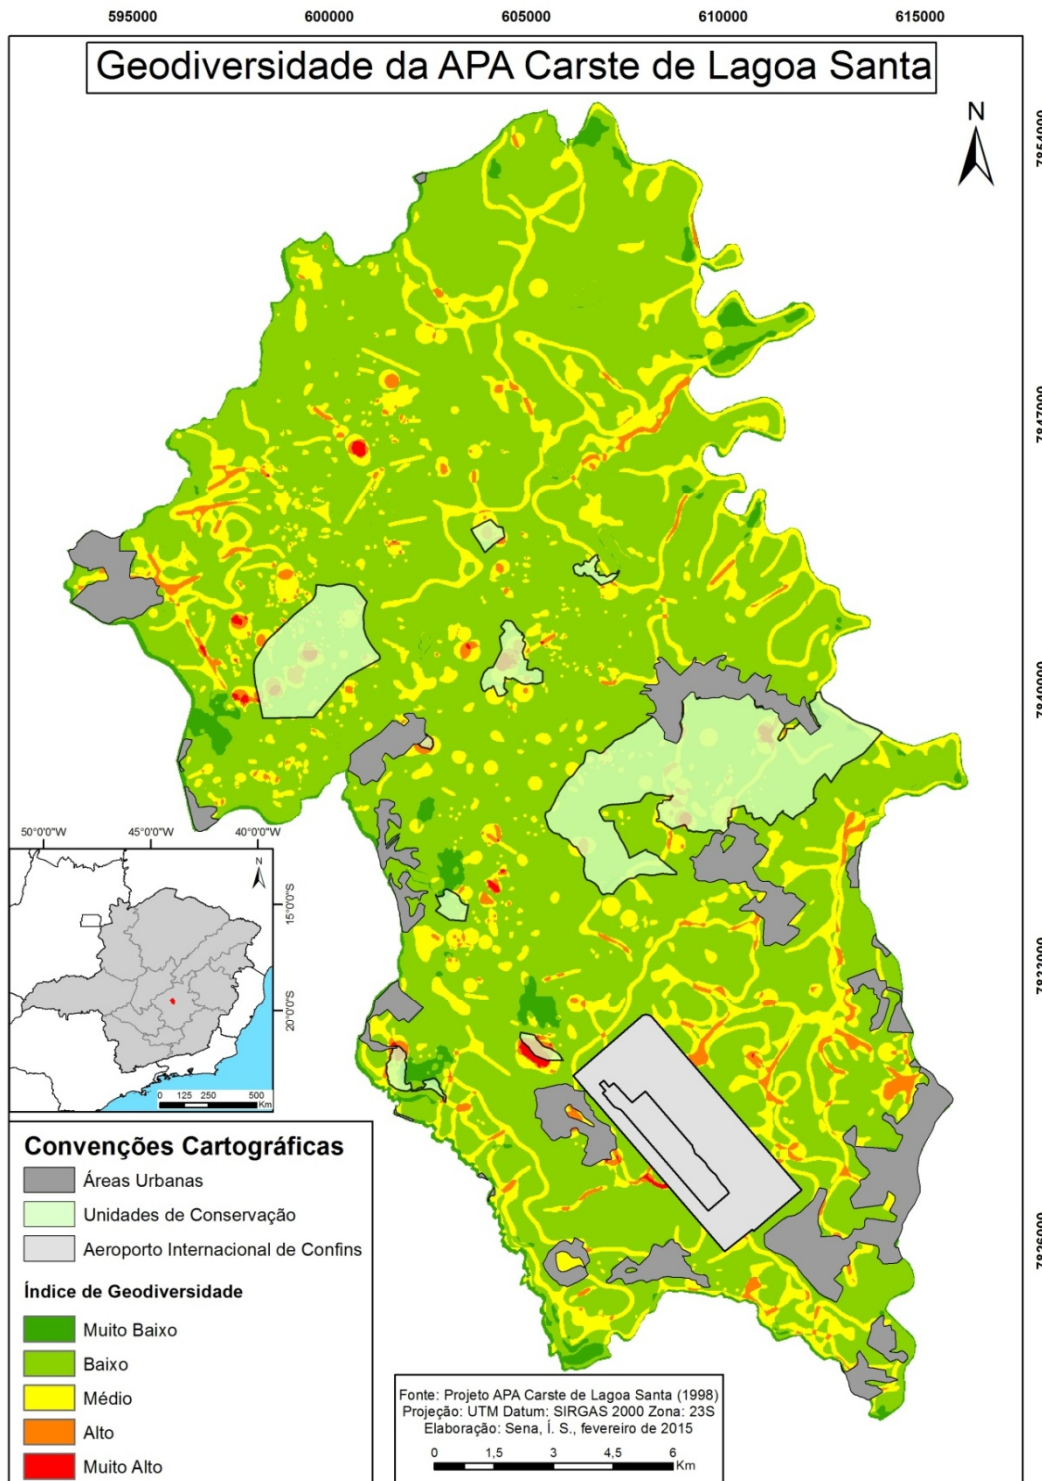 595000 600000 605000 610000 615000
Geodiversidade da APA Carste de Lagoa Santa
N
7854000
7847000
7840000
7833000
7826000
50°0'0"W 45°0'0"W 40°0'0"W
N
15°0'0"S
20°0'0"S
0 125 250 500
Km
Convenções Cartográficas
Áreas Urbanas
Unidades de Conservação
Aeroporto Internacional de Confins
Índice de Geodiversidade
Muito Baixo
Baixo
Médio
Alto
Muito Alto
Fonte: Projeto APA Carste de Lagoa Santa (1998)
Projeção: UTM Datum: SIRGAS 2000 Zona: 23S
Elaboração: Sena, Í. S., fevereiro de 2015
0 1,5 3 4,5 6
Km